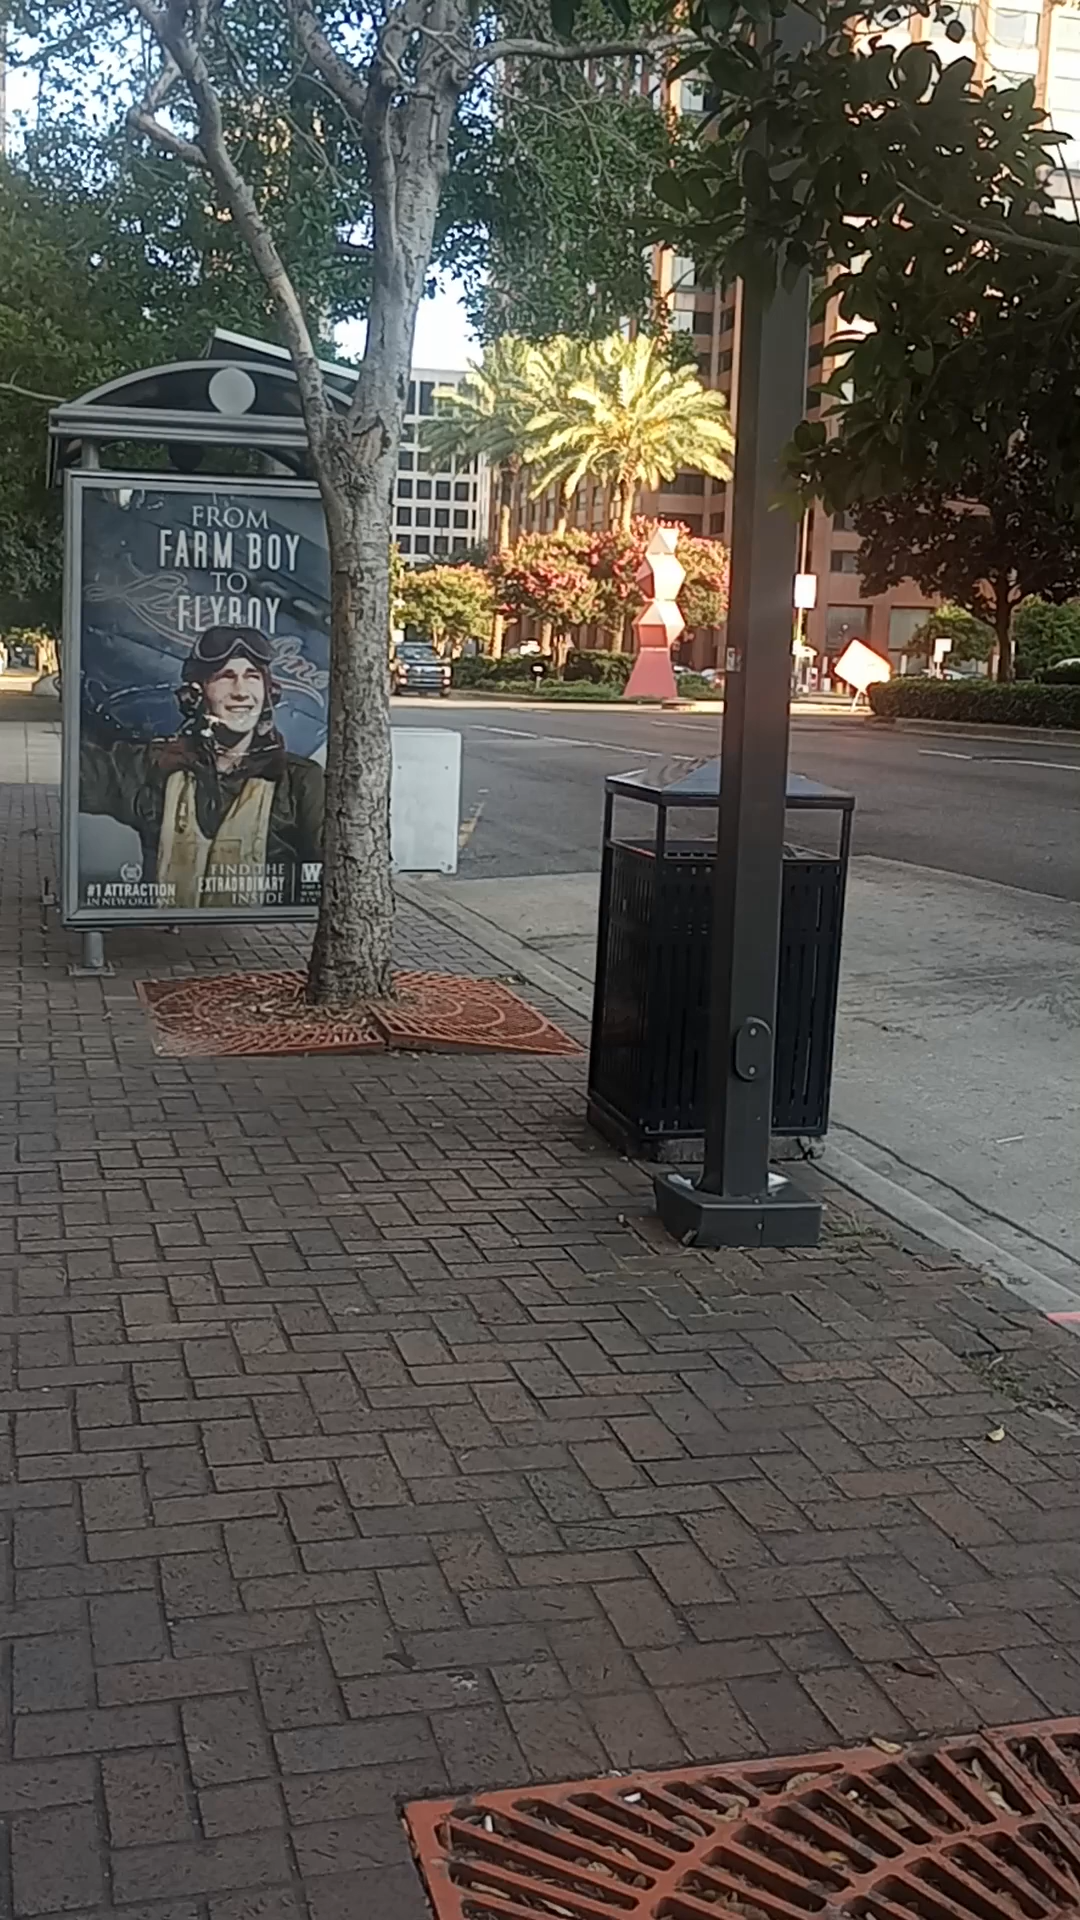 FROM
FARM BOY
TO
FLYBOY
#1 ATTRACTION
IN NEW ORLEANS
FIND THE
EXTRAORDINARY
INSIDE
W